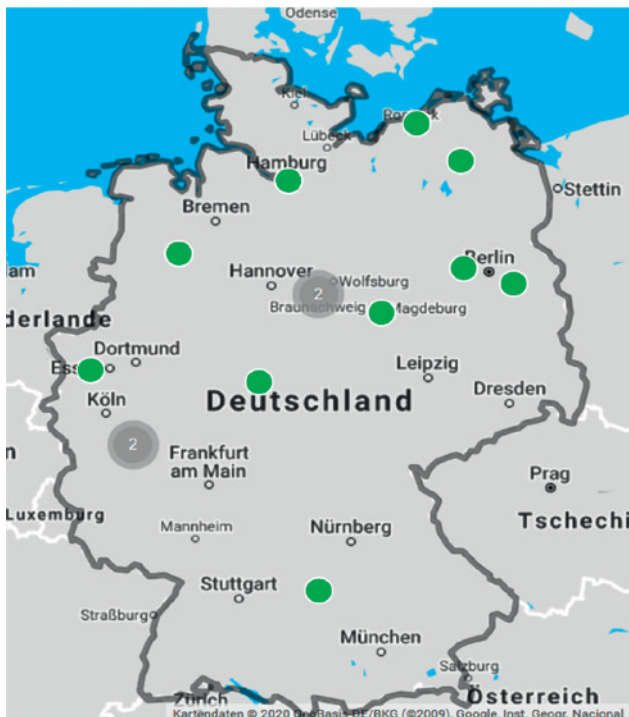 Odense
Kiel
Lübeck
Hamburg
Stettin
Bremen
Berlin
Hannover
Wolfsburg
2
Braunschweig
Magdeburg
derlande
Dortmund
Leipzig
Köln
Deutschland
Dresden
2
Frankfurt
am Main
Prag
Luxemburg
Tschechi
Mannheim
Nürnberg
Stuttgart
Straßburg
München
Salzburg
Zürich
Österreich
Kartendaten © 2020 GeoBasis-DE/BKG (©2009), Google, Inst. Geogr. Nacional